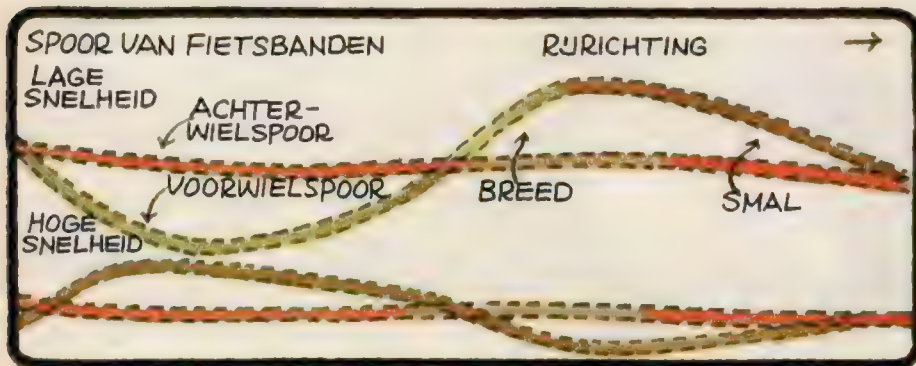 SPOOR VAN FIETSBANDEN
RIJRICHTING
LAGE
SNELHEID
ACHTER-
WIELSPOOR
VOORWIELSPOOR
BREED
SMAL
HOGE
SNELHEID